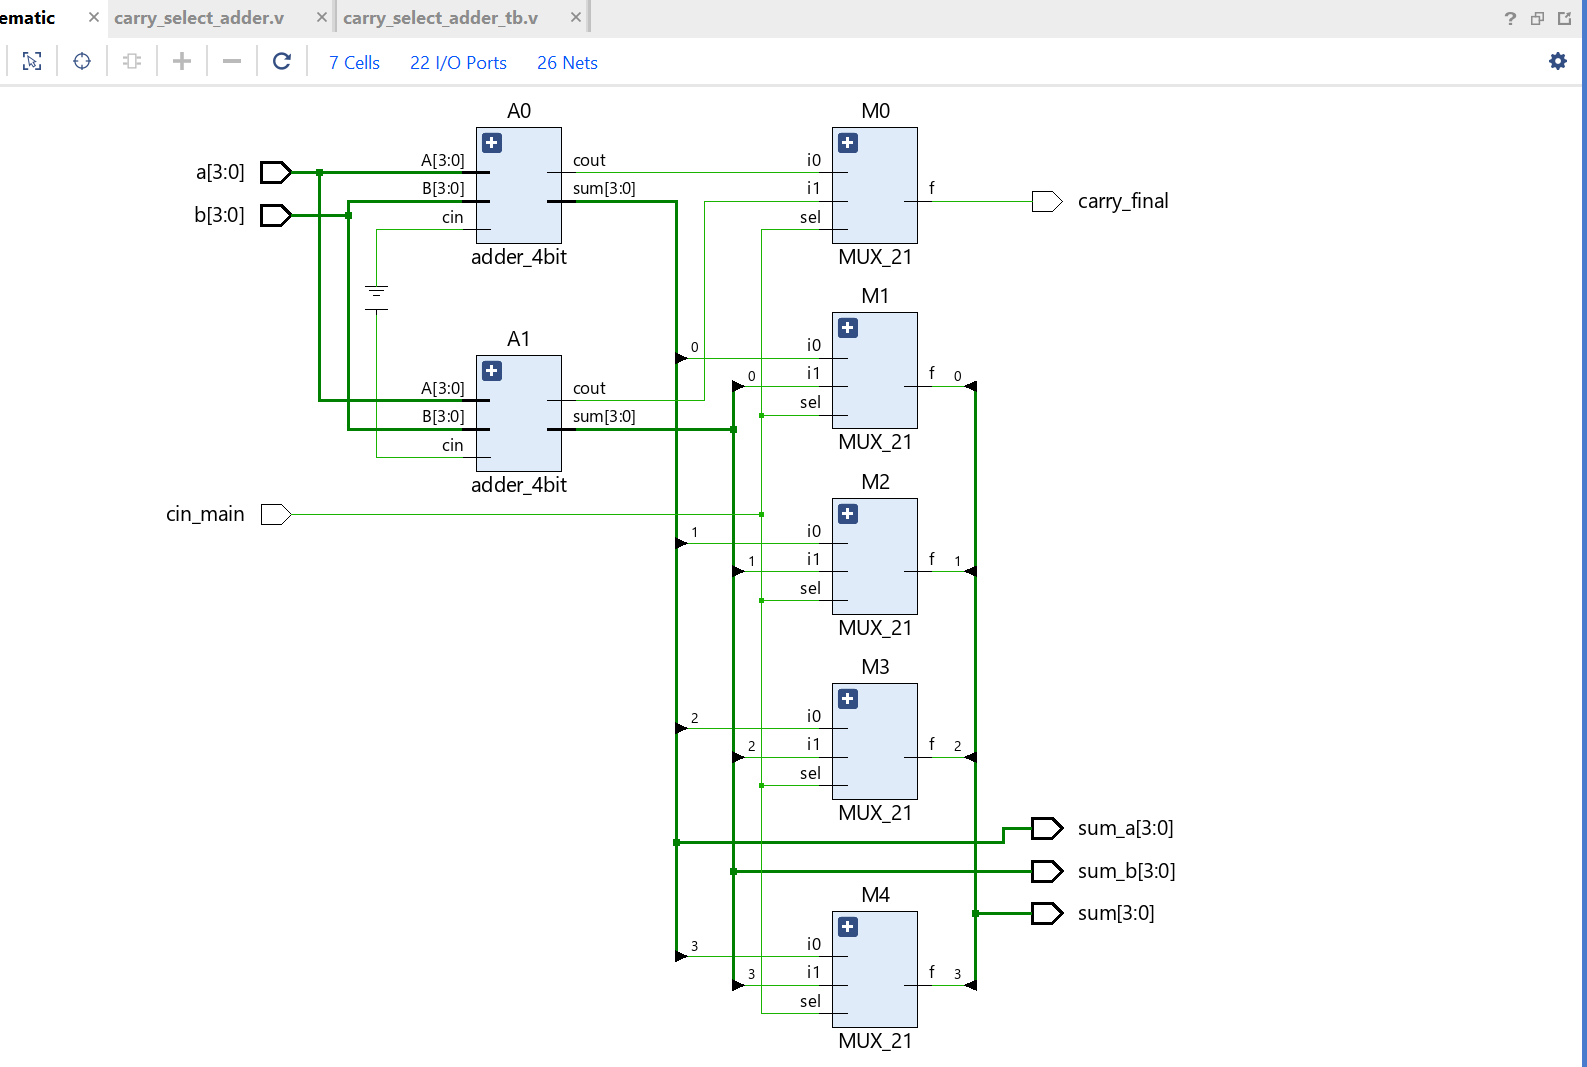 ematic × carry_select_adder.v × carry_select_adder_tb.v × ?
7 Cells 22 I/O Ports 26 Nets
A0 M0
a[3:0] A[3:0] cout i0
b[3:0] B[3:0] sum[3:0] i1 f carry_final
cin sel
adder_4bit MUX_21
M1
A1 0 i0
A[3:0] cout 0 i1 f 0
B[3:0] sum[3:0] sel
cin MUX_21
adder_4bit M2
cin_main
1 i0
1 i1 f 1
sel
MUX_21
M3
2 i0
2 i1 f 2
sel
MUX_21
sum_a[3:0]
sum_b[3:0]
M4
sum[3:0]
3 i0
3 i1 f 3
sel
MUX_21